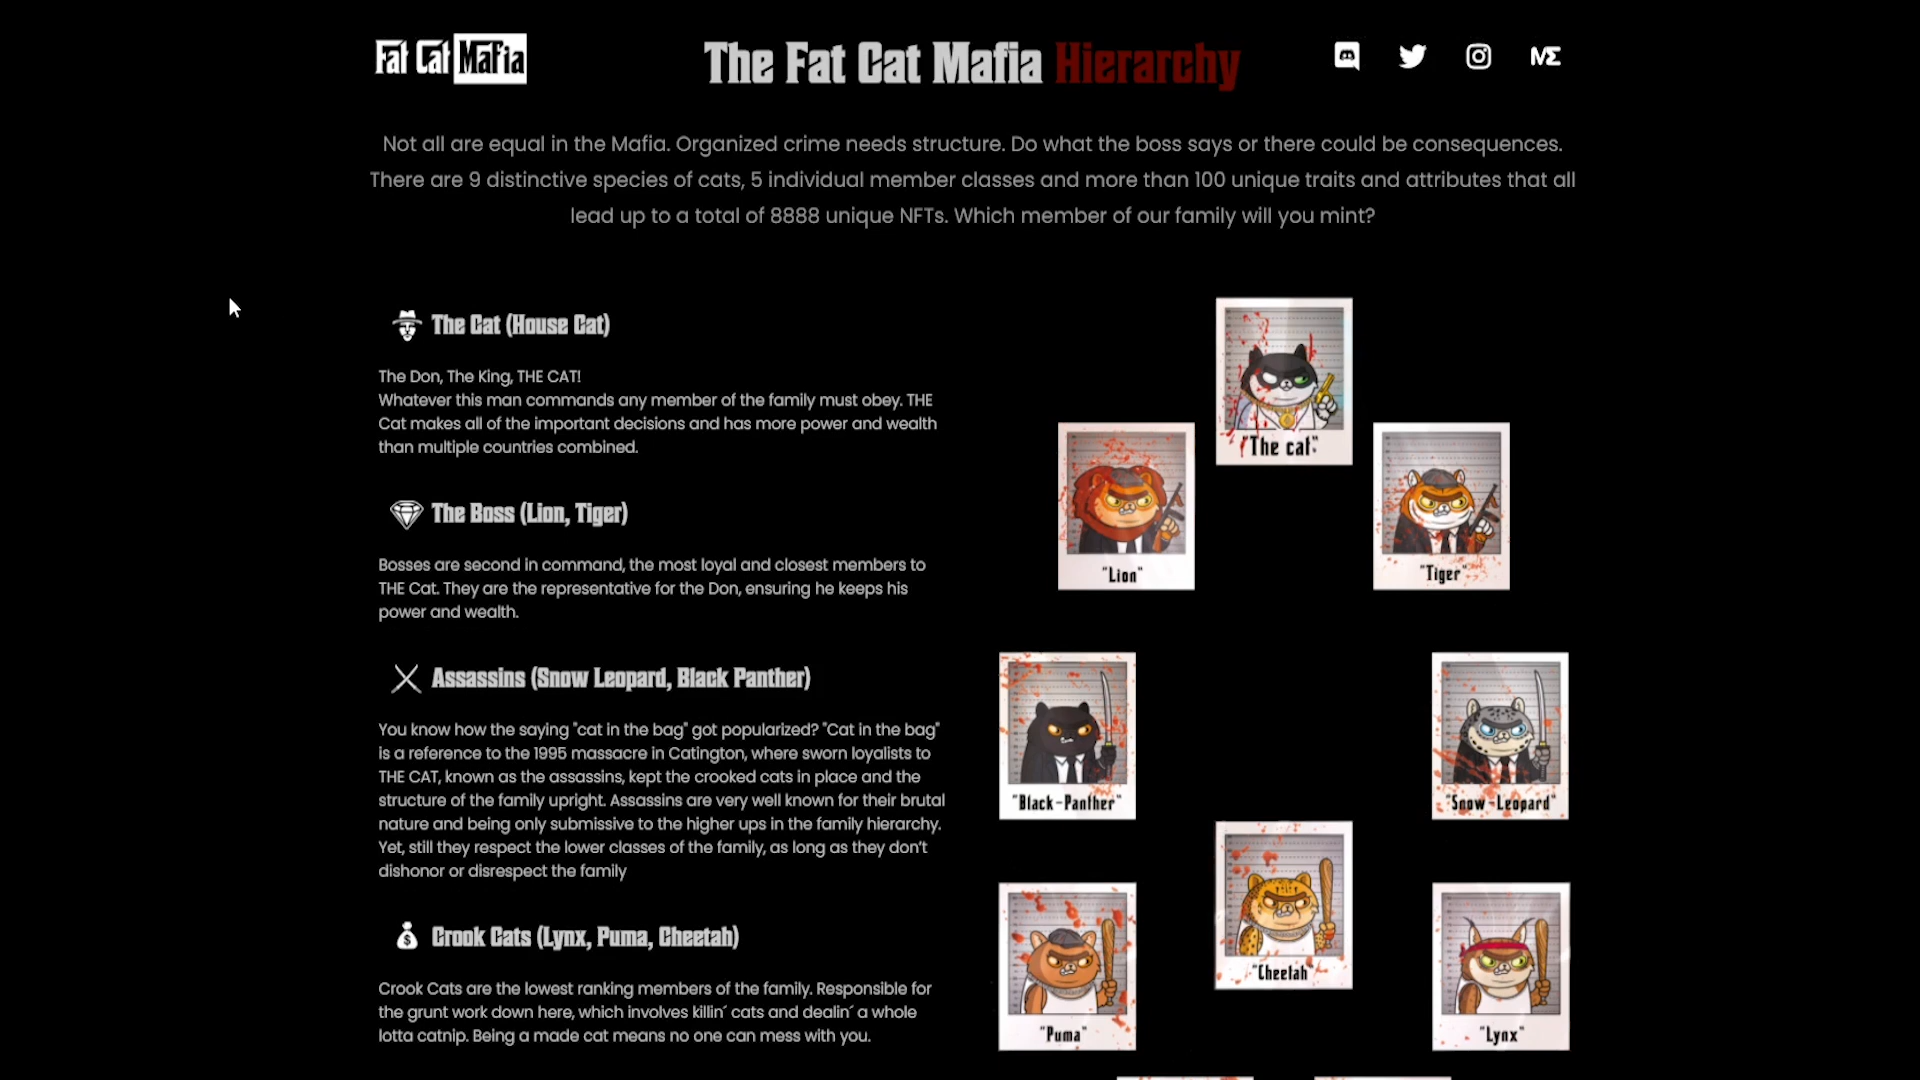 Fat Cat Mafia
The Fat Cat Mafia Hierarchy
Not all are equal in the Mafia. Organized crime needs structure. Do what the boss says or there could be consequences.
There are 9 distinctive species of cats, 5 individual member classes and more than 100 unique traits and attributes that all
lead up to a total of 8888 unique NFTs. Which member of our family will you mint?
The Cat (House Cat)
The Don, The King, THE CAT!
Whatever this man commands any member of the family must obey. THE
Cat makes all of the important decisions and has more power and wealth
than multiple countries combined.
The Boss (Lion, Tiger)
Bosses are second in command, the most loyal and closest members to
THE Cat. They are the representative for the Don, ensuring he keeps his
power and wealth.
Assassins (Snow Leopard, Black Panther)
You know how the saying "cat in the bag" got popularized? "Cat in the bag"
is a reference to the 1995 massacre in Catington, where sworn loyalists to
THE CAT, known as the assassins, kept the crooked cats in place and the
structure of the family upright. Assassins are very well known for their brutal
nature and being only submissive to the higher ups in the family hierarchy.
Yet, still they respect the lower classes of the family, as long as they don't
dishonor or disrespect the family
Crook Cats (Lynx, Puma, Cheetah)
Crook Cats are the lowest ranking members of the family. Responsible for
the grunt work down here, which involves killin´ cats and dealin´ a whole
lotta catnip. Being a made cat means no one can mess with you.
"The cat"
"Lion"
"Tiger"
"Black-Panther"
"Snow-Leopard"
"Cheetah"
"Puma"
"Lynx"